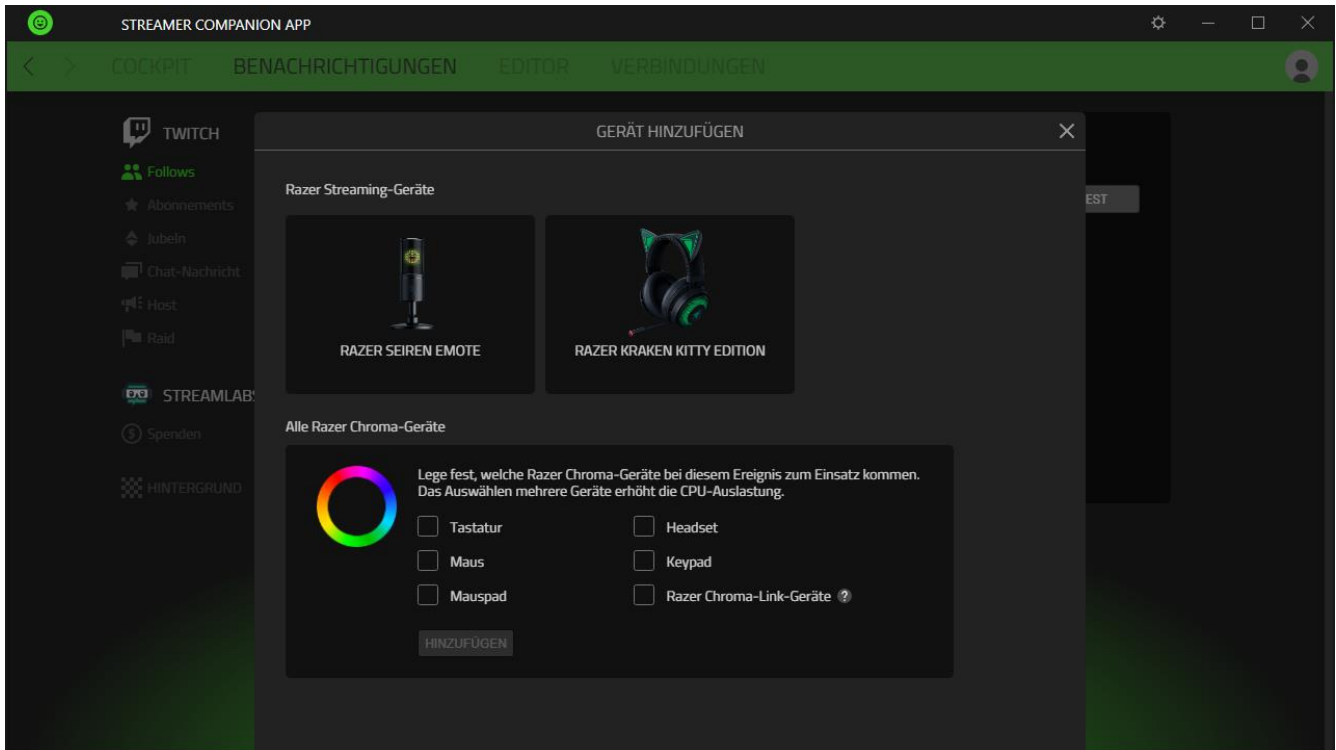 STREAMER COMPANION APP
COCKPIT BENACHRICHTIGUNGEN EDITOR VERBINDUNGEN
TWITCH
Follows
Abonnements
Jubeln
Chat-Nachricht
Host
Raid
STREAMLABS
Spenden
HINTERGRUND
GERÄT HINZUFÜGEN
EST
Razer Streaming-Geräte
RAZER SEIREN EMOTE
RAZER KRAKEN KITTY EDITION
Alle Razer Chroma-Geräte
Lege fest, welche Razer Chroma-Geräte bei diesem Ereignis zum Einsatz kommen.
Das Auswählen mehrere Geräte erhöht die CPU-Auslastung.
Tastatur
Headset
Maus
Keypad
Mauspad
Razer Chroma-Link-Geräte ?
HINZUFÜGEN